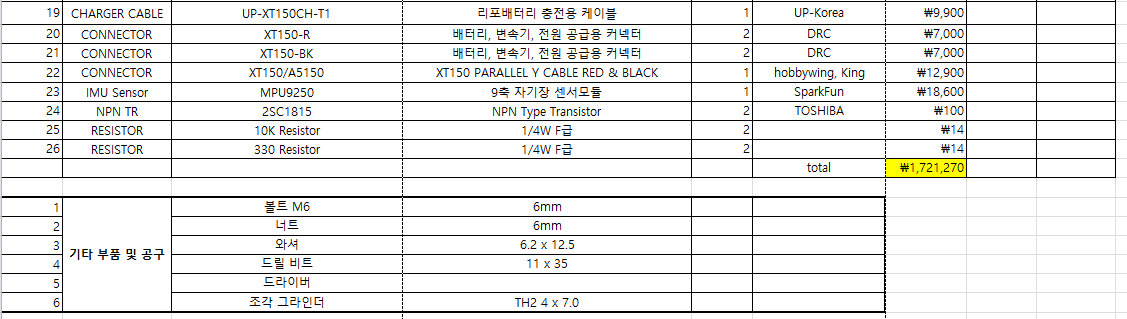 19 CHARGER CABLE UP-XT150CH-T1 리포배터리 충전용 케이블 1 UP-Korea ₩9,900
20 CONNECTOR XT150-R 배터리, 변속기, 전원 공급용 커넥터 2 DRC ₩7,000
21 CONNECTOR XT150-BK 배터리, 변속기, 전원 공급용 커넥터 2 DRC ₩7,000
22 CONNECTOR XT150/A5150 XT150 PARALLEL Y CABLE RED & BLACK 1 hobbywing, King ₩12,900
23 IMU Sensor MPU9250 9축 자기장 센서모듈 1 SparkFun ₩18,600
24 NPN TR 2SC1815 NPN Type Transistor 2 TOSHIBA ₩100
25 RESISTOR 10K Resistor 1/4W F급 2 ₩14
26 RESISTOR 330 Resistor 1/4W F급 2 ₩14
total ₩1,721,270
1 볼트 M6 6mm
2 너트 6mm
3 와셔 6.2 x 12.5
기타 부품 및 공구
4 드릴 비트 11 x 35
5 드라이버
6 조각 그라인더 TH2 4 x 7.0